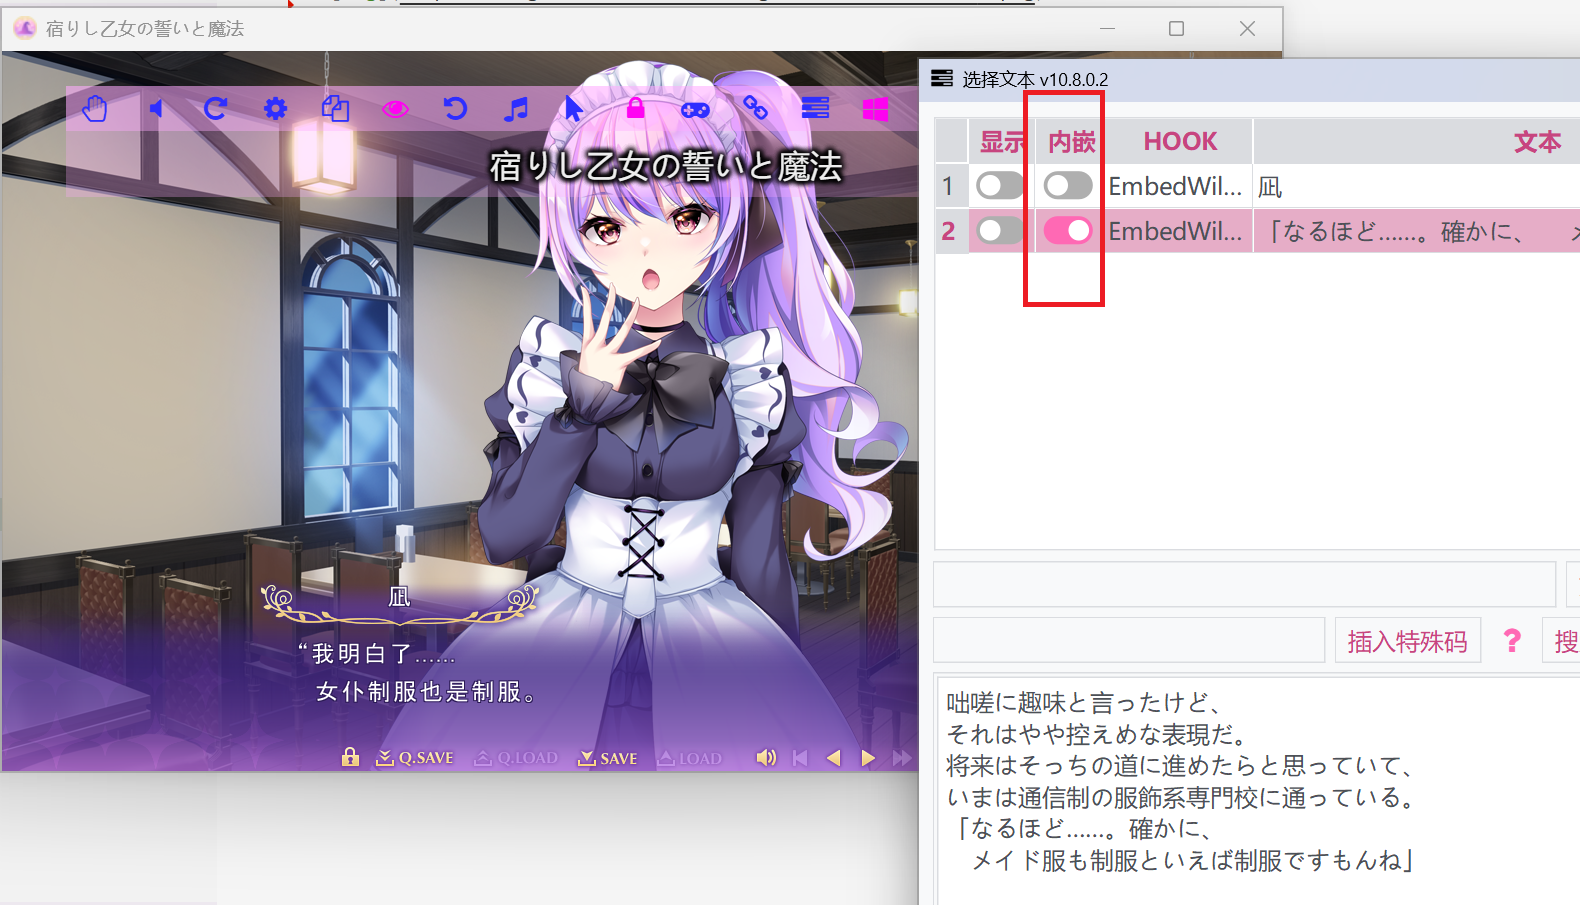 宿りし乙女の誓いと魔法
宿りし乙女の誓いと魔法
凪
“我明白了……
女仆制服也是制服。
Q.SAVE
Q.LOAD
SAVE
LOAD
选择文本 v10.8.0.2
显示 内嵌 HOOK 文本
1 EmbedWil... 凪
2 EmbedWil... 「なるほど……。確かに、
插入特殊码 ? 搜
咄嗟に趣味と言ったけど、
それはやや控えめな表現だ。
将来はそっちの道に進めたらと思っていて、
いまは通信制の服飾系専門校に通っている。
「なるほど……。確かに、
メイド服も制服といえば制服ですもんね」